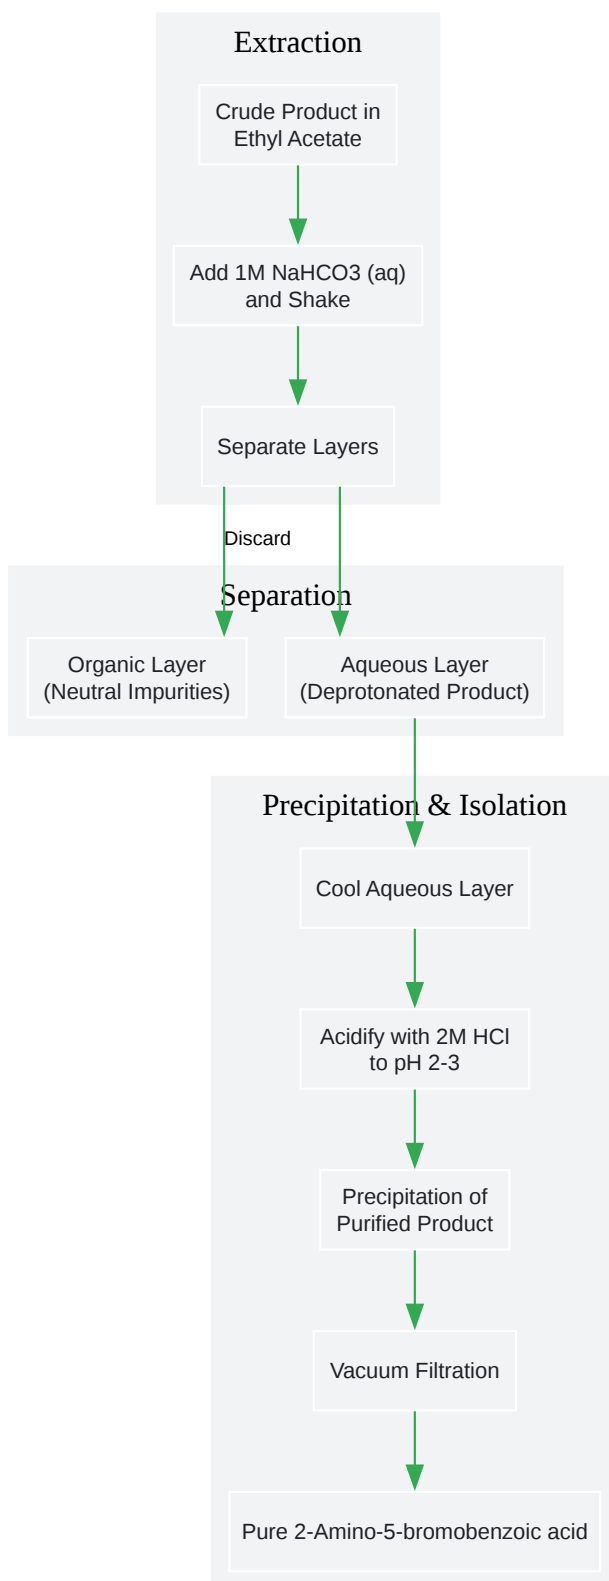 Extraction
Crude Product in
Ethyl Acetate
Add 1M NaHCO3 (aq)
and Shake
Separate Layers
Discard
Separation
Organic Layer
(Neutral Impurities)
Aqueous Layer
(Deprotonated Product)
Precipitation & Isolation
Cool Aqueous Layer
Acidify with 2M HCl
to pH 2-3
Precipitation of
Purified Product
Vacuum Filtration
Pure 2-Amino-5-bromobenzoic acid